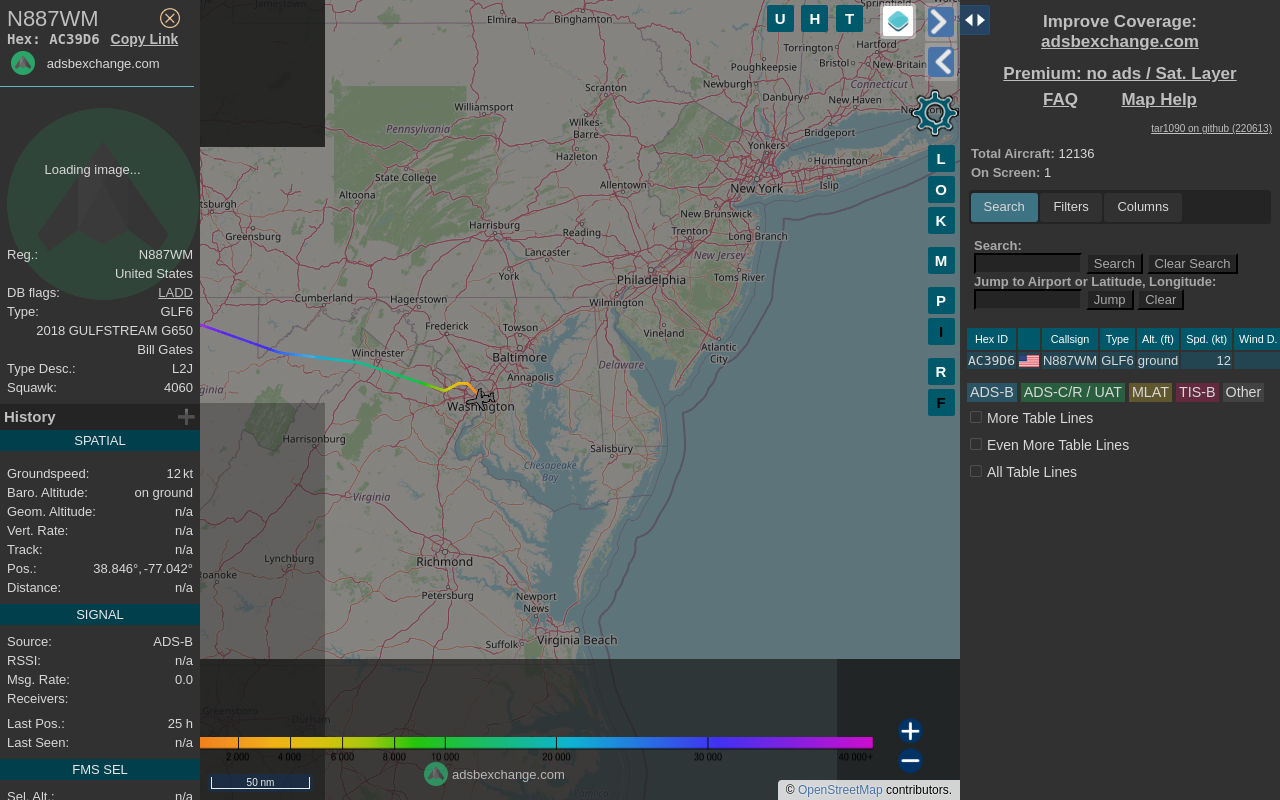 N887WM
Hex: AC39D6 Copy Link
adsbexchange.com
Loading image...
Reg.: N887WM
United States
DB flags: LADD
Type: GLF6
2018 GULFSTREAM G650
Bill Gates
Type Desc.: L2J
Squawk: 4060
History
SPATIAL
Groundspeed: 12 kt
Baro. Altitude: on ground
Geom. Altitude: n/a
Vert. Rate: n/a
Track: n/a
Pos.: 38.846°, -77.042°
Distance: n/a
SIGNAL
Source: ADS-B
RSSI: n/a
Msg. Rate: 0.0
Receivers:
Last Pos.: 25 h
Last Seen: n/a
FMS SEL
Sel. Alt.: n/a
U H T
L
O
K
M
P
I
R
F
Elmira
Binghamton
Springfield
Torrington
Hartford
Bristol
New Britain
Poughkeepsie
Newburgh
Connecticut
Scranton
Danbury
New Haven
Williamsport
Pennsylvania
Wilkes-
Barre
Bridgeport
Yonkers
Hazleton
Huntington
State College
Allentown
New York
Islip
Altoona
tsburgh
New Brunswick
Harrisburg
Reading
Trenton
Long Branch
Greensburg
Lancaster
New Jersey
York
Philadelphia
Toms River
Cumberland
Hagerstown
Wilmington
Frederick
Towson
Vineland
Winchester
Baltimore
Atlantic
City
Annapolis
Delaware
ginia
Washington
Harrisonburg
Salisbury
Chesapeake
Bay
Virginia
Lynchburg
Richmond
Roanoke
Petersburg
Newport
News
Suffolk
Virginia Beach
Greensboro
Durham
2 000 4 000 6 000 8 000 10 000 20 000 30 000 40 000+
50 nm
adsbexchange.com
© OpenStreetMap contributors.
Improve Coverage:
adsbexchange.com
Premium: no ads / Sat. Layer
FAQ Map Help
tar1090 on github (220613)
Total Aircraft: 12136
On Screen: 1
Search Filters Columns
Search:
Search Clear Search
Jump to Airport or Latitude, Longitude:
Jump Clear
Hex ID Callsign Type Alt. (ft) Spd. (kt) Wind D.
AC39D6 N887WM GLF6 ground 12
ADS-B ADS-C/R / UAT MLAT TIS-B Other
More Table Lines
Even More Table Lines
All Table Lines